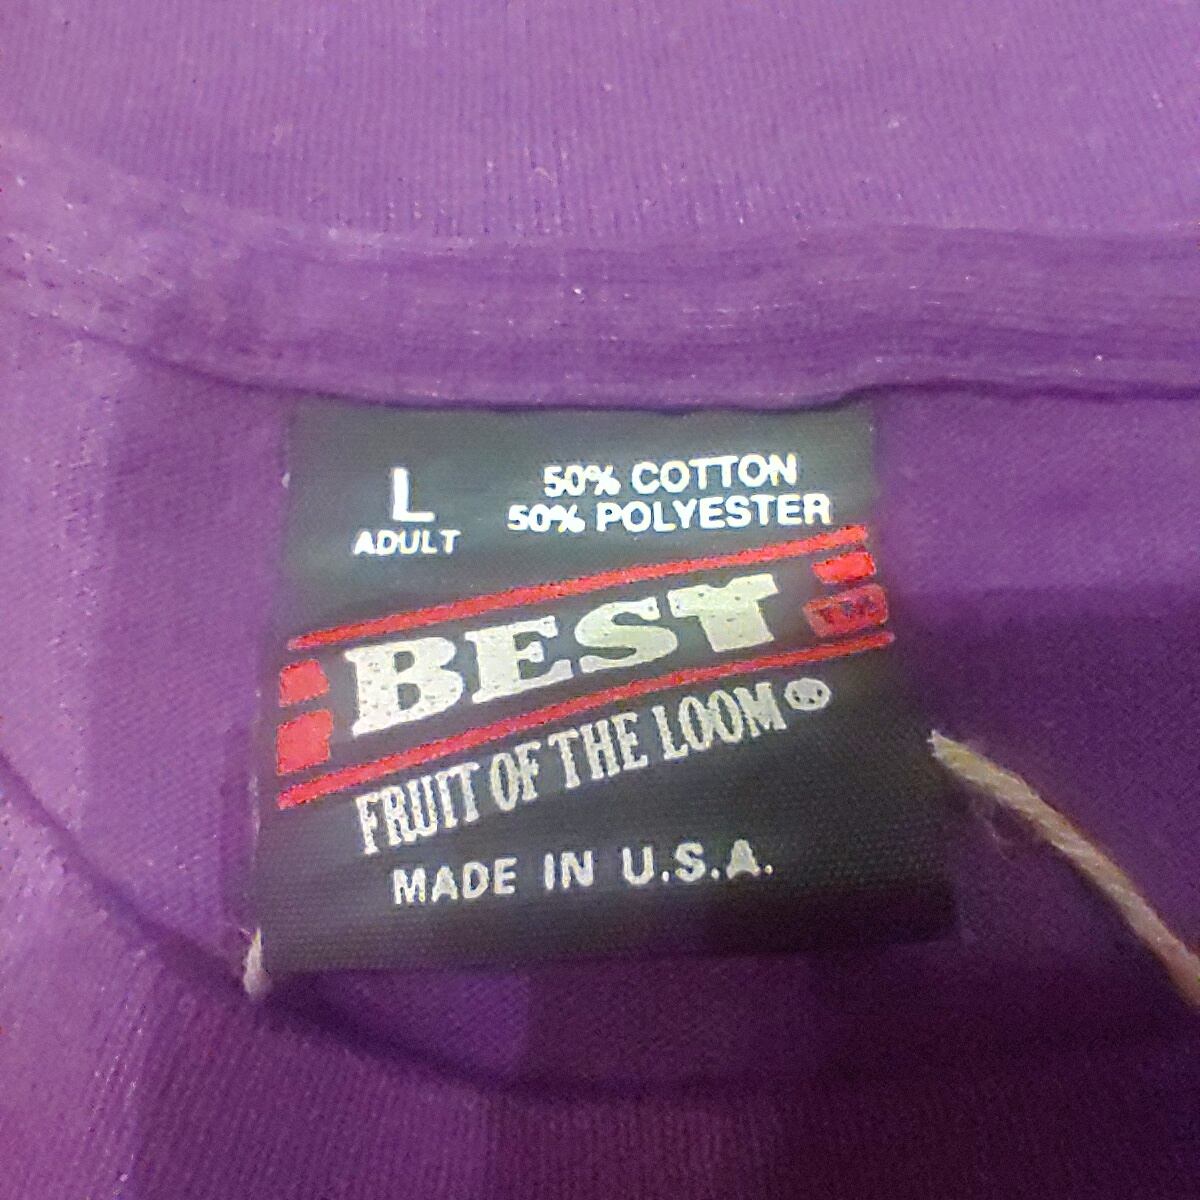 L
ADULT
50% COTTON
50% POLYESTER
BEST
FRUIT OF THE LOOM®
MADE IN U.S.A.